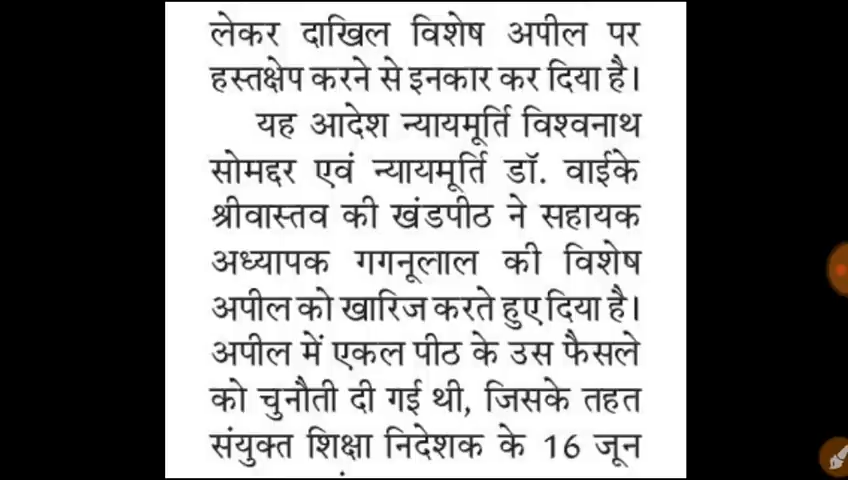 लेकर दाखिल विशेष अपील पर
हस्तक्षेप करने से इनकार कर दिया है।
यह आदेश न्यायमूर्ति विश्वनाथ
सोमद्दर एवं न्यायमूर्ति डॉ. वाईके
श्रीवास्तव की खंडपीठ ने सहायक
अध्यापक गगनूलाल की विशेष
अपील को खारिज करते हुए दिया है।
अपील में एकल पीठ के उस फैसले
को चुनौती दी गई थी, जिसके तहत
संयुक्त शिक्षा निदेशक के 16 जून